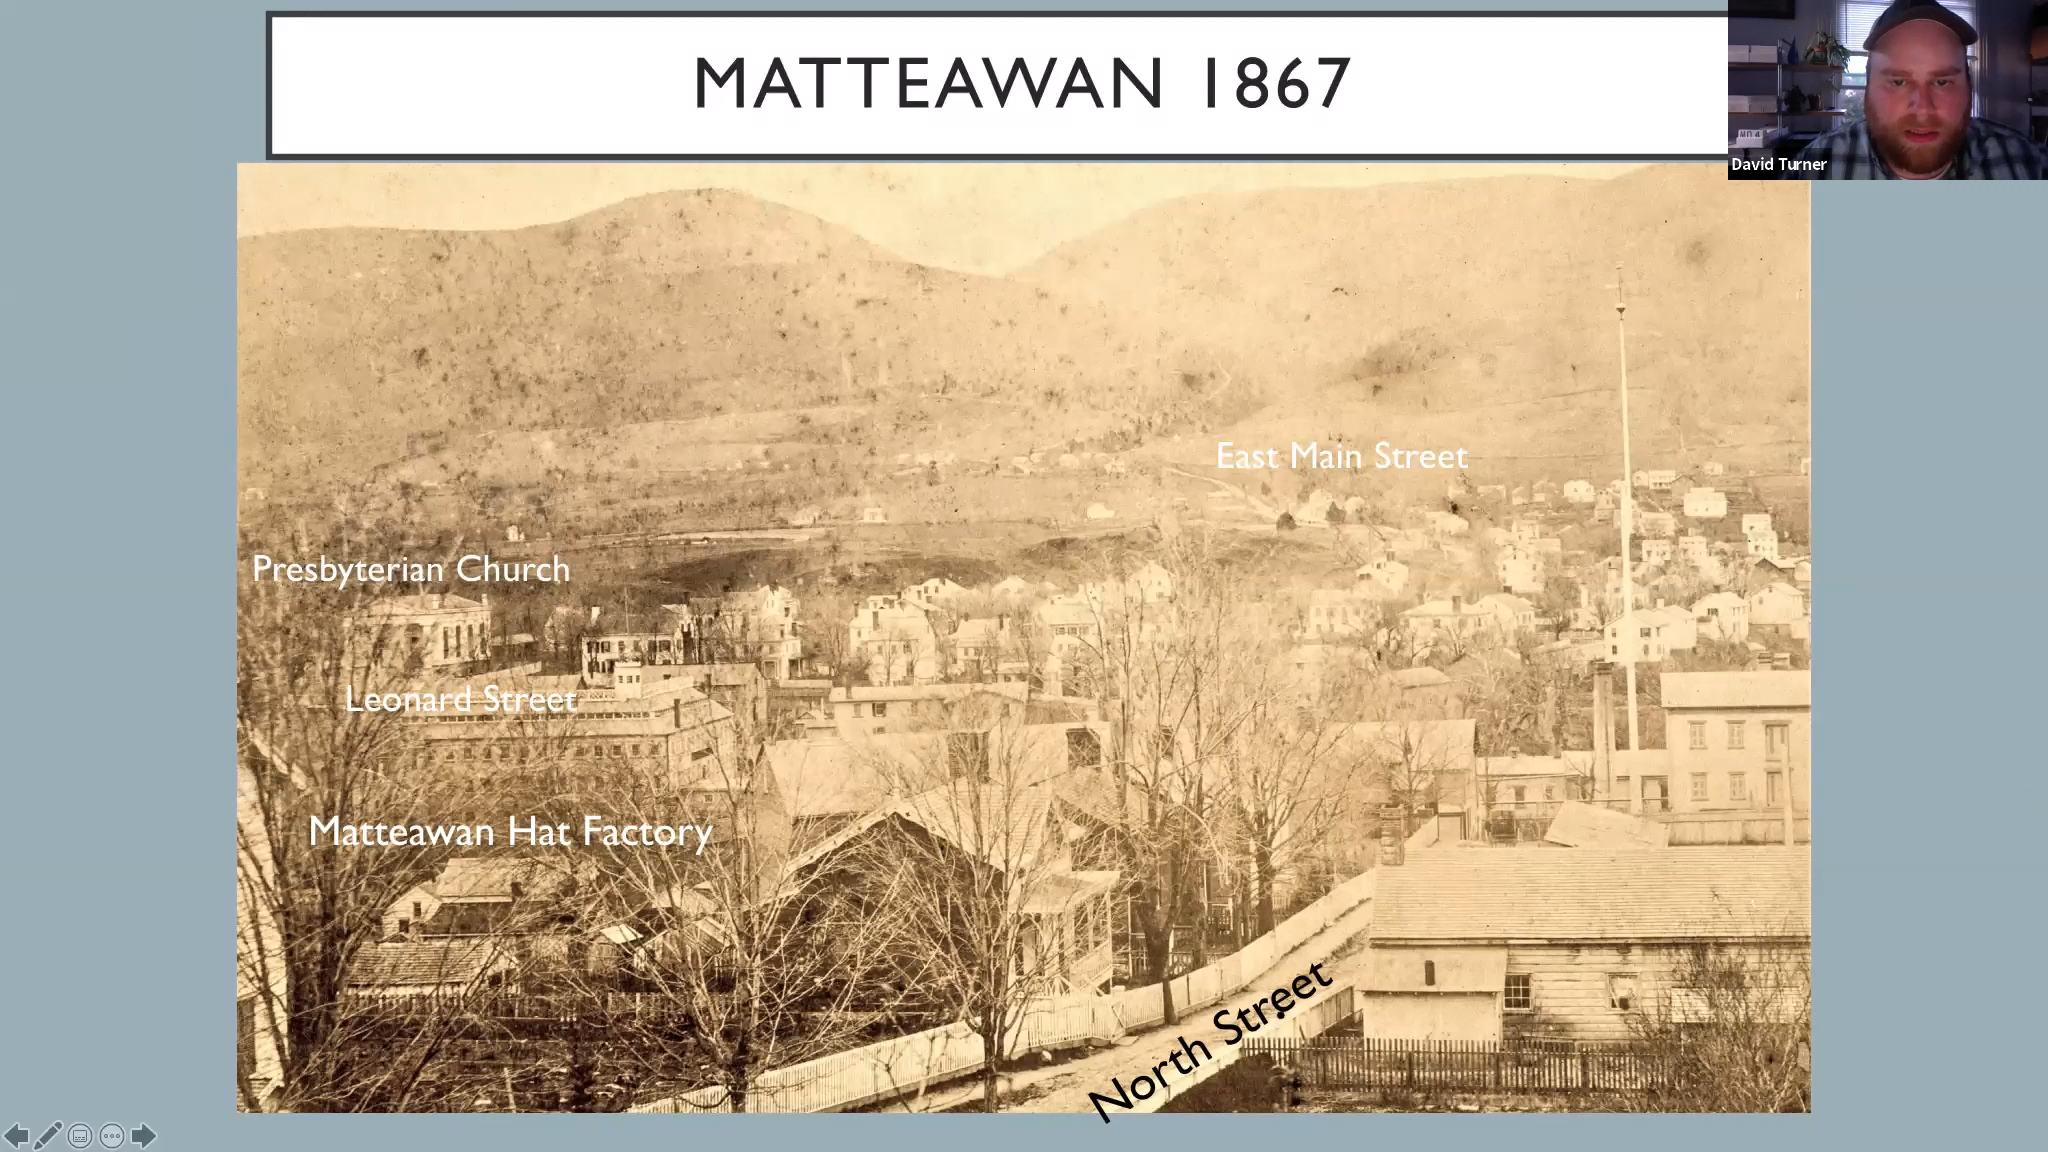 MATTEAWAN 1867
David Turner
East Main Street
Presbyterian Church
Leonard Street
Matteawan Hat Factory
North Street